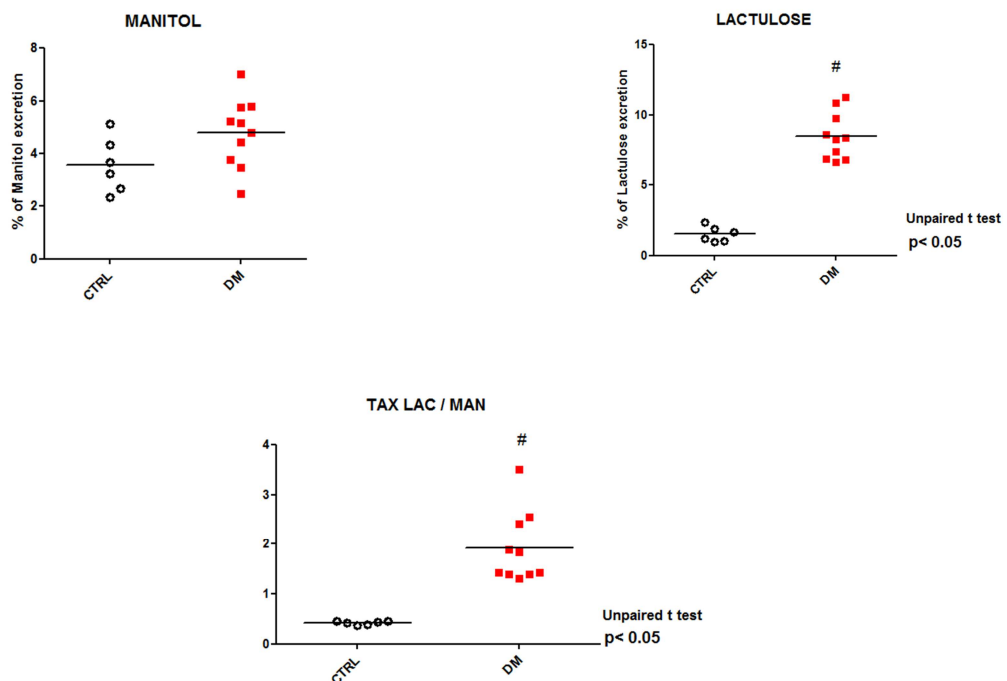 MANITOL
% of Manitol excretion
8
6
4
2
0
CTRL
DM
LACTULOSE
% of Lactulose excretion
15
10
5
0
#
CTRL
DM
Unpaired t test
p< 0.05
TAX LAC / MAN
4
3
2
1
0
#
CTRL
DM
Unpaired t test
p< 0.05